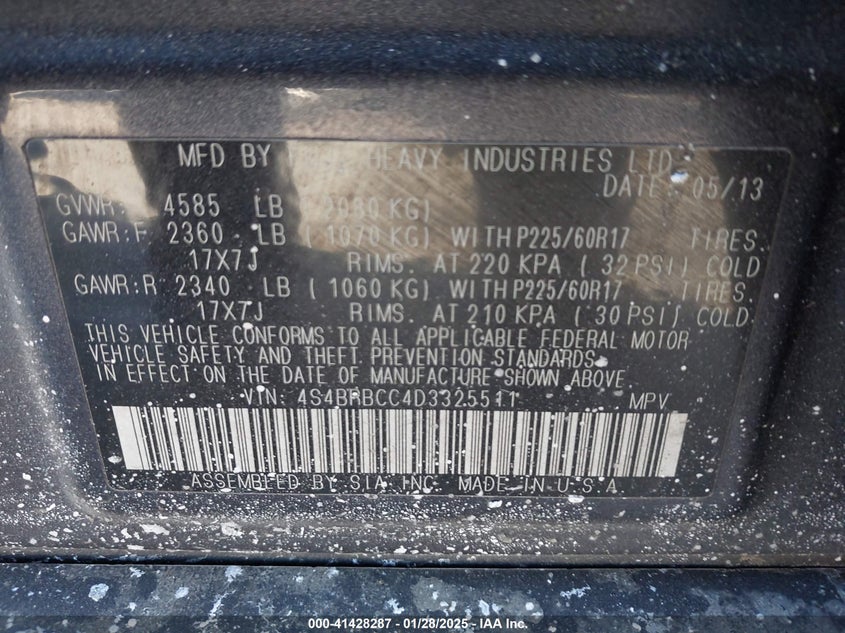 MFD BY HEAVY INDUSTRIES LTD.
DATE: 05/13
GVWR: 4585 LB (2080 KG)
GAWR:F 2360 LB ( 1070 KG) WITH P225/60R17 TIRES.
17X7J RIMS. AT 220 KPA ( 32 PSI) COLD
GAWR:R 2340 LB ( 1060 KG) WITH P225/60R17 TIRES.
17X7J RIMS. AT 210 KPA ( 30 PSI) COLD.
THIS VEHICLE CONFORMS TO ALL APPLICABLE FEDERAL MOTOR
VEHICLE SAFETY AND THEFT PREVENTION STANDARDS
IN EFFECT ON THE DATE OF MANUFACTURE SHOWN ABOVE
VIN: 4S4BRBCC4D3325511 MPV
ASSEMBLED BY SIA, INC. MADE IN U.S.A
000-41428287 - 01/28/2025 - IAA Inc.